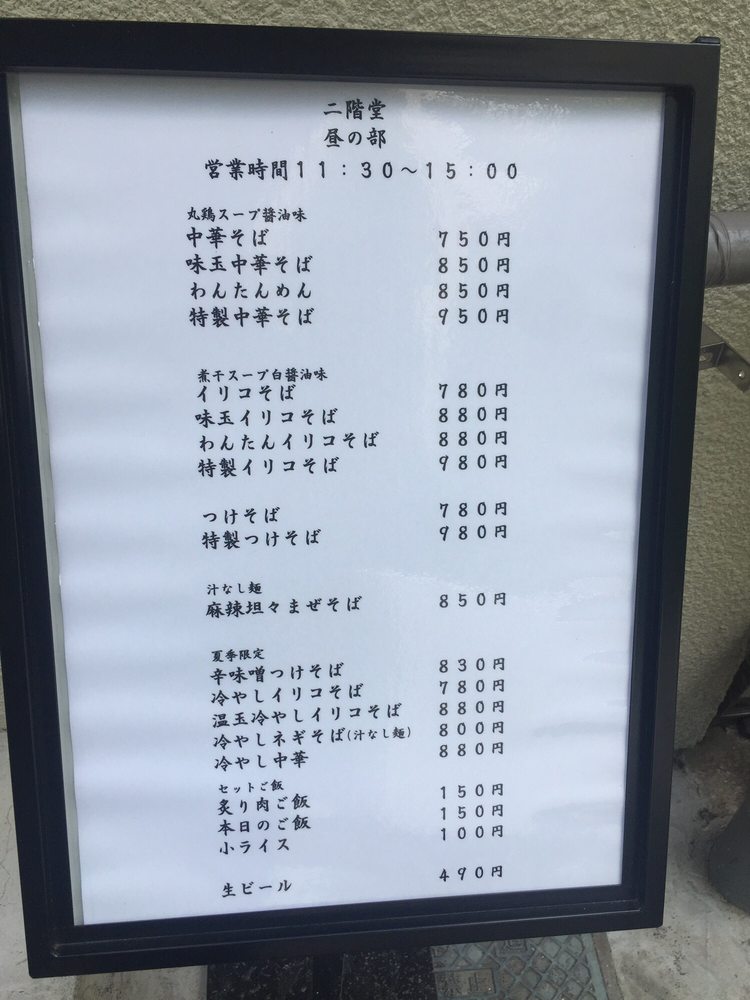 二階堂
昼の部
営業時間11：30～15：00
丸鶏スープ醤油味
中華そば 750円
味玉中華そば 850円
わんたんめん 850円
特製中華そば 950円
煮干スープ白醤油味
イリコそば 780円
味玉イリコそば 880円
わんたんイリコそば 880円
特製イリコそば 980円
つけそば 780円
特製つけそば 980円
汁なし麺
麻辣坦々まぜそば 850円
夏季限定
辛味噌つけそば 830円
冷やしイリコそば 780円
温玉冷やしイリコそば 880円
冷やしネギそば(汁なし麺) 800円
冷やし中華 880円
セットご飯
炙り肉ご飯 150円
本日のご飯 150円
小ライス 100円
生ビール 490円